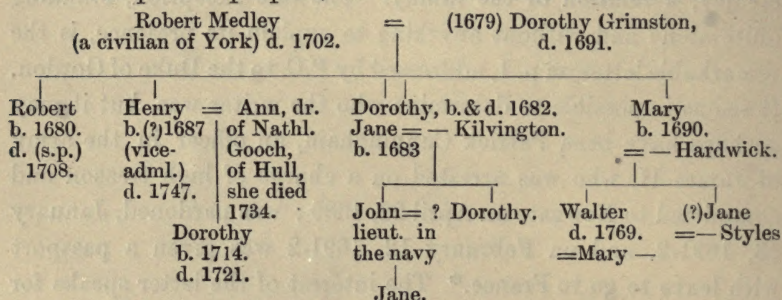 Robert Medley = (1679) Dorothy Grimston,
(a civilian of York) d. 1702. d. 1691.
Robert Henry = Ann, dr. Dorothy, b. & d. 1682. Mary
b. 1680. b. (?) 1687 of Nathl. Jane = — Kilvington. b. 1690.
d. (s.p.) (vice- Gooch, b. 1683 = — Hardwick.
1708. adml.) of Hull,
d. 1747. she died
1734. John = ? Dorothy. Walter (?) Jane
Dorothy lieut. in d. 1769. = — Styles
b. 1714. the navy = Mary —
d. 1721.
Jane.